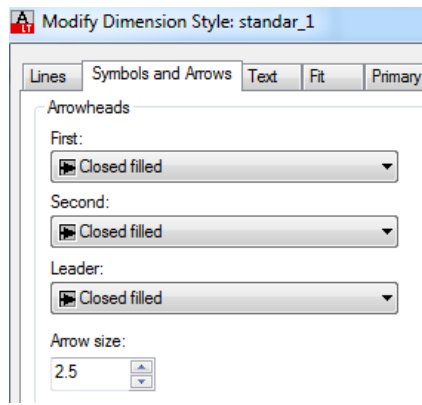 A LT Modify Dimension Style: standar_1
Lines Symbols and Arrows Text Fit Primary
Arrowheads
First:
Closed filled
Second:
Closed filled
Leader:
Closed filled
Arrow size:
2.5